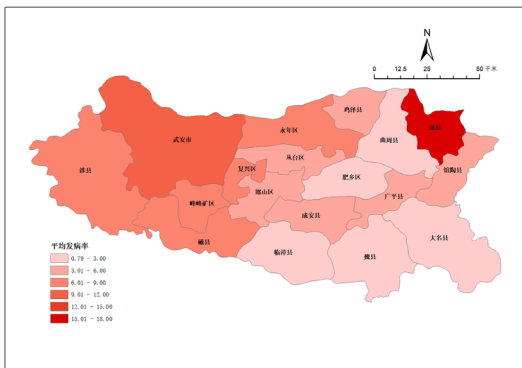 N
0 12.5 25 50 千米
鸡泽县
邱县
武安市
永年区
曲周县
丛台区
涉县
复兴区
馆陶县
肥乡区
邯山区
峰峰矿区
广平县
成安县
磁县
大名县
临漳县
魏县
平均发病率
0.79 - 3.00
3.01 - 6.00
6.01 - 9.00
9.01 - 12.00
12.01 - 15.00
15.01 - 18.00